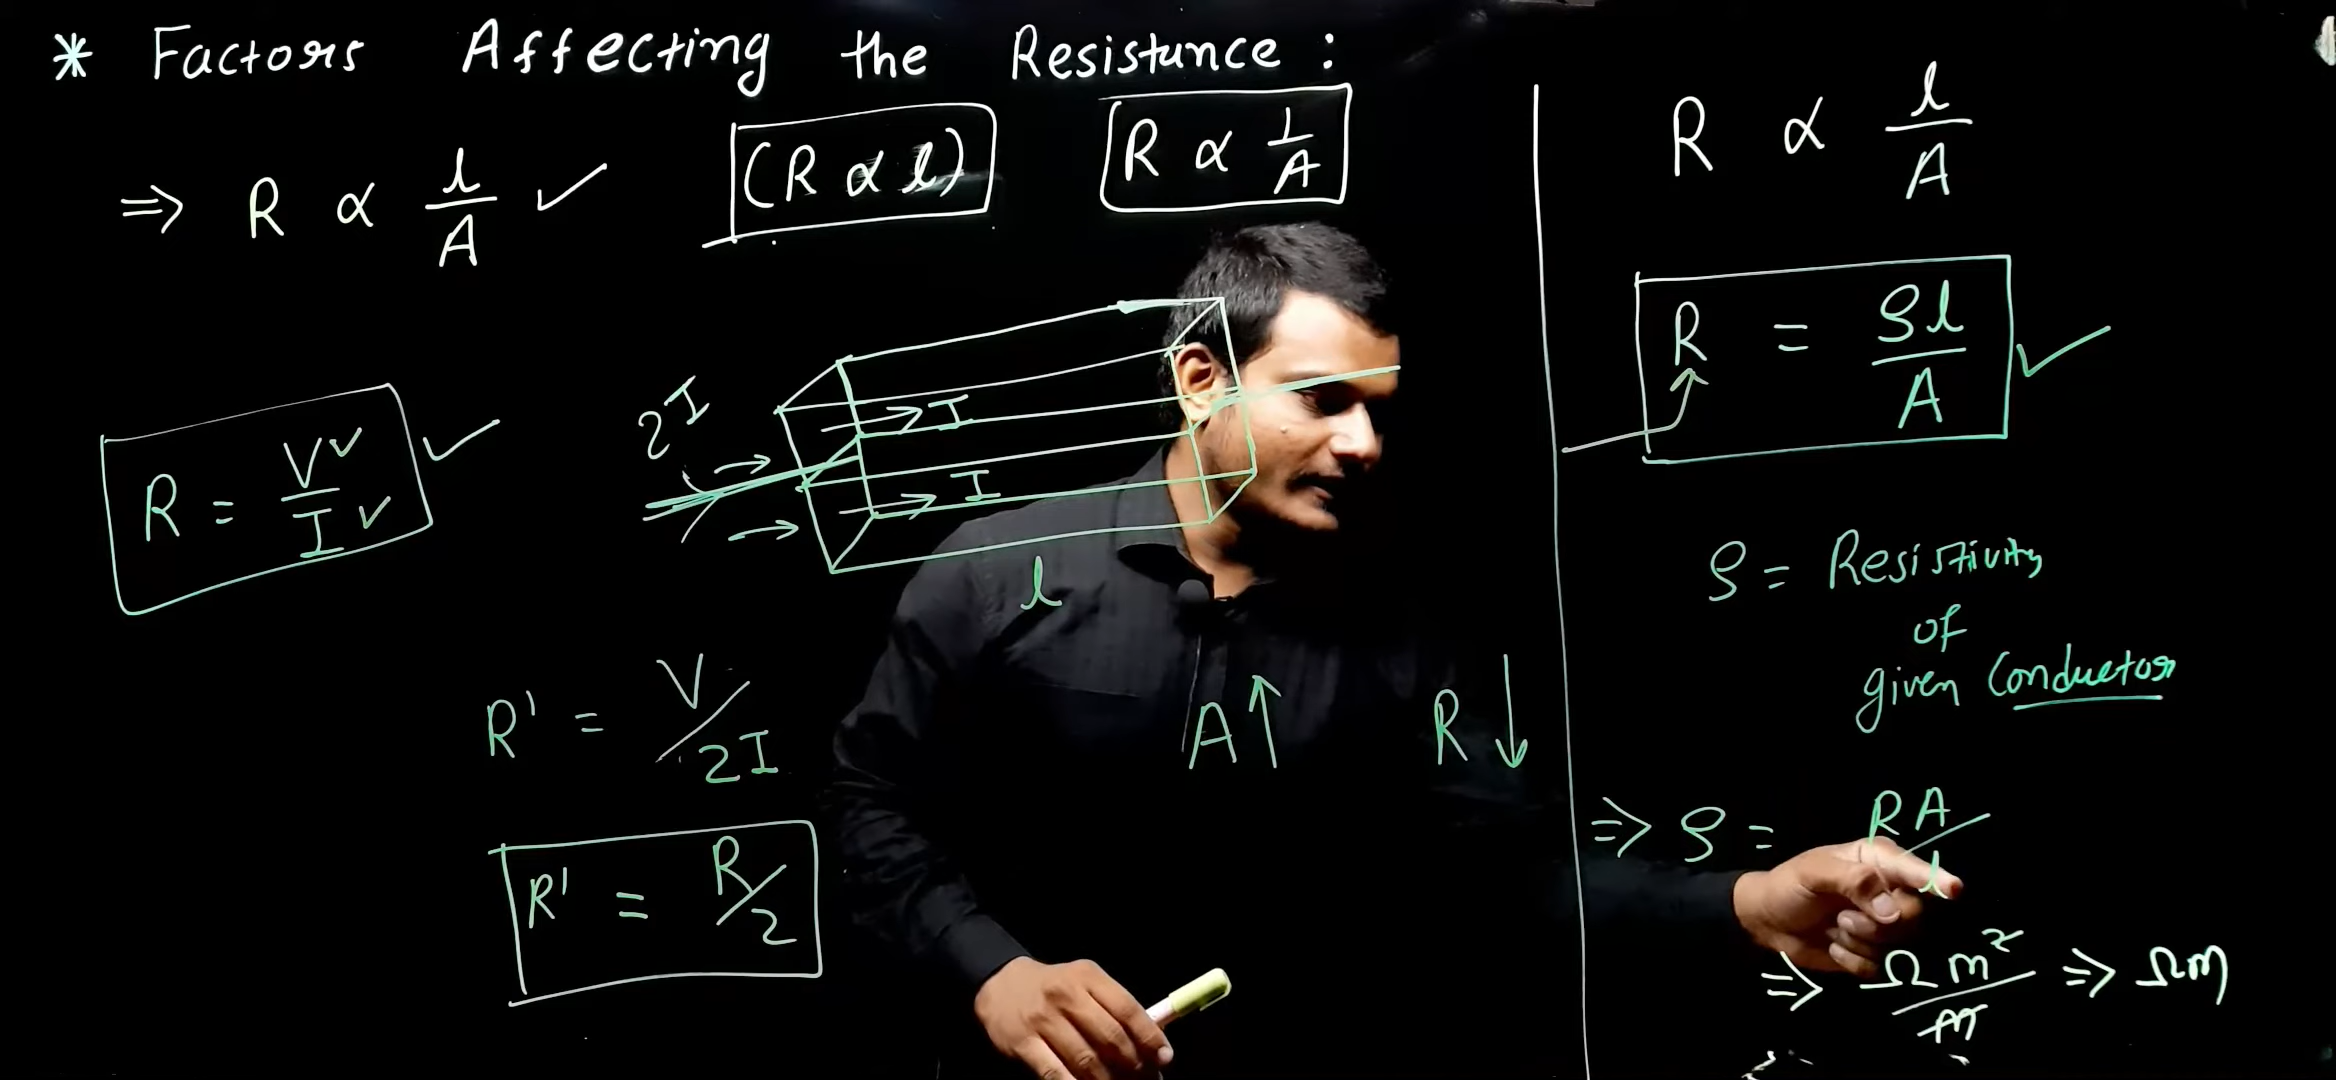 * Factors Affecting the Resistance :
⇒ R ∝ l/A ✓
(R ∝ l)
R ∝ 1/A
R = V✓/I✓ ✓
2I
→ I
→ I
l
R' = V/2I
A↑ R↓
R' = R/2
R ∝ l/A
R = ρl/A ✓
ρ = Resistivity
of
given Conductor
⇒ ρ = RA/l
⇒ Ωm²/m ⇒ Ωm